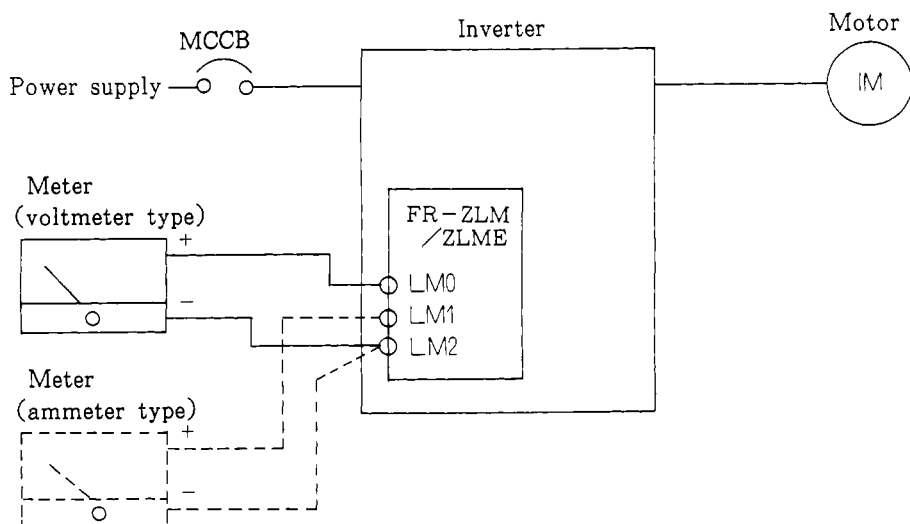 Inverter
Motor
MCCB
Power supply
IM
Meter
(voltmeter type)
+
−
FR-ZLM
/ZLME
LM0
LM1
LM2
Meter
(ammeter type)
+
−